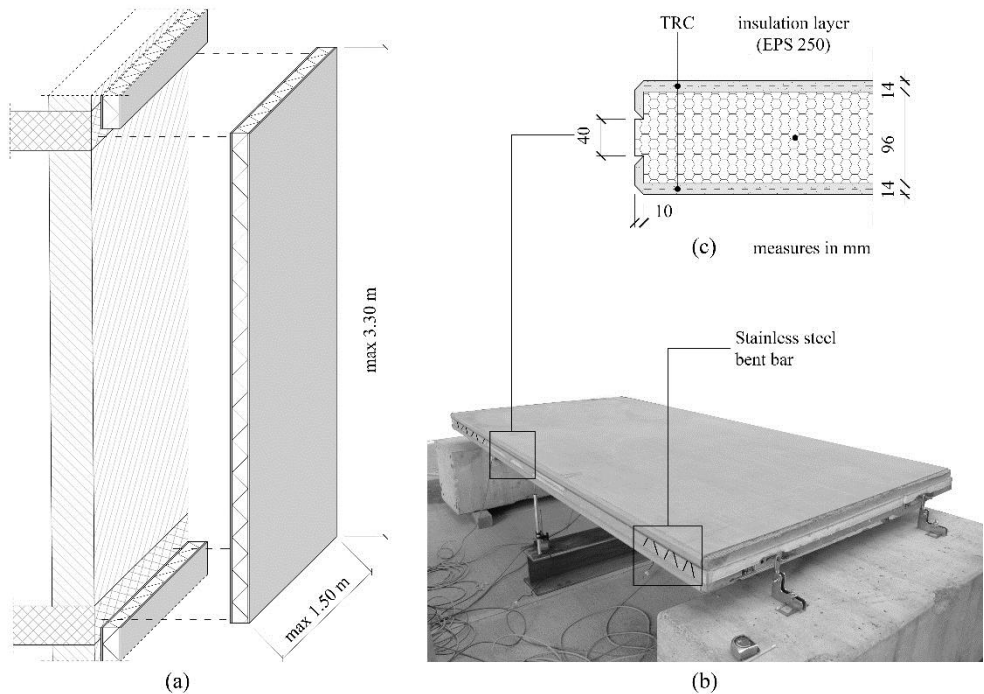 TRC
insulation layer
(EPS 250)
14
96
14
40
10
(c)
measures in mm
max 3.30 m
max 1.50 m
Stainless steel
bent bar
(a)
(b)